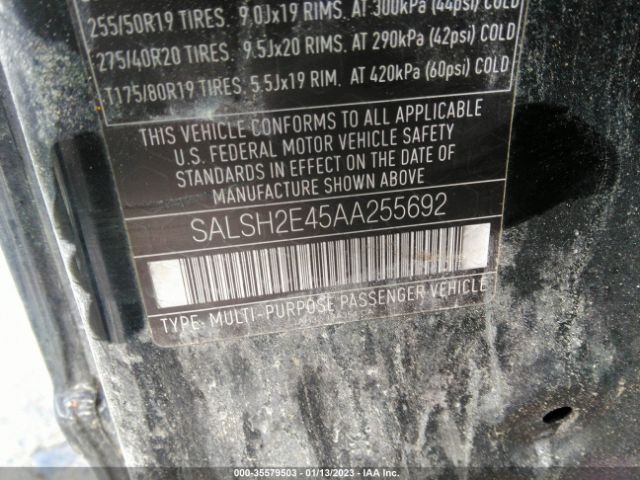 255/50R19 TIRES. 9.0Jx19 RIMS. AT 300kPa (44psi) COLD
275/40R20 TIRES. 9.5Jx20 RIMS. AT 290kPa (42psi) COLD
T175/80R19 TIRES. 5.5Jx19 RIM. AT 420kPa (60psi) COLD
THIS VEHICLE CONFORMS TO ALL APPLICABLE
U.S. FEDERAL MOTOR VEHICLE SAFETY
STANDARDS IN EFFECT ON THE DATE OF
MANUFACTURE SHOWN ABOVE
SALSH2E45AA255692
TYPE: MULTI-PURPOSE PASSENGER VEHICLE
000-35579503 - 01/13/2023 - IAA Inc.